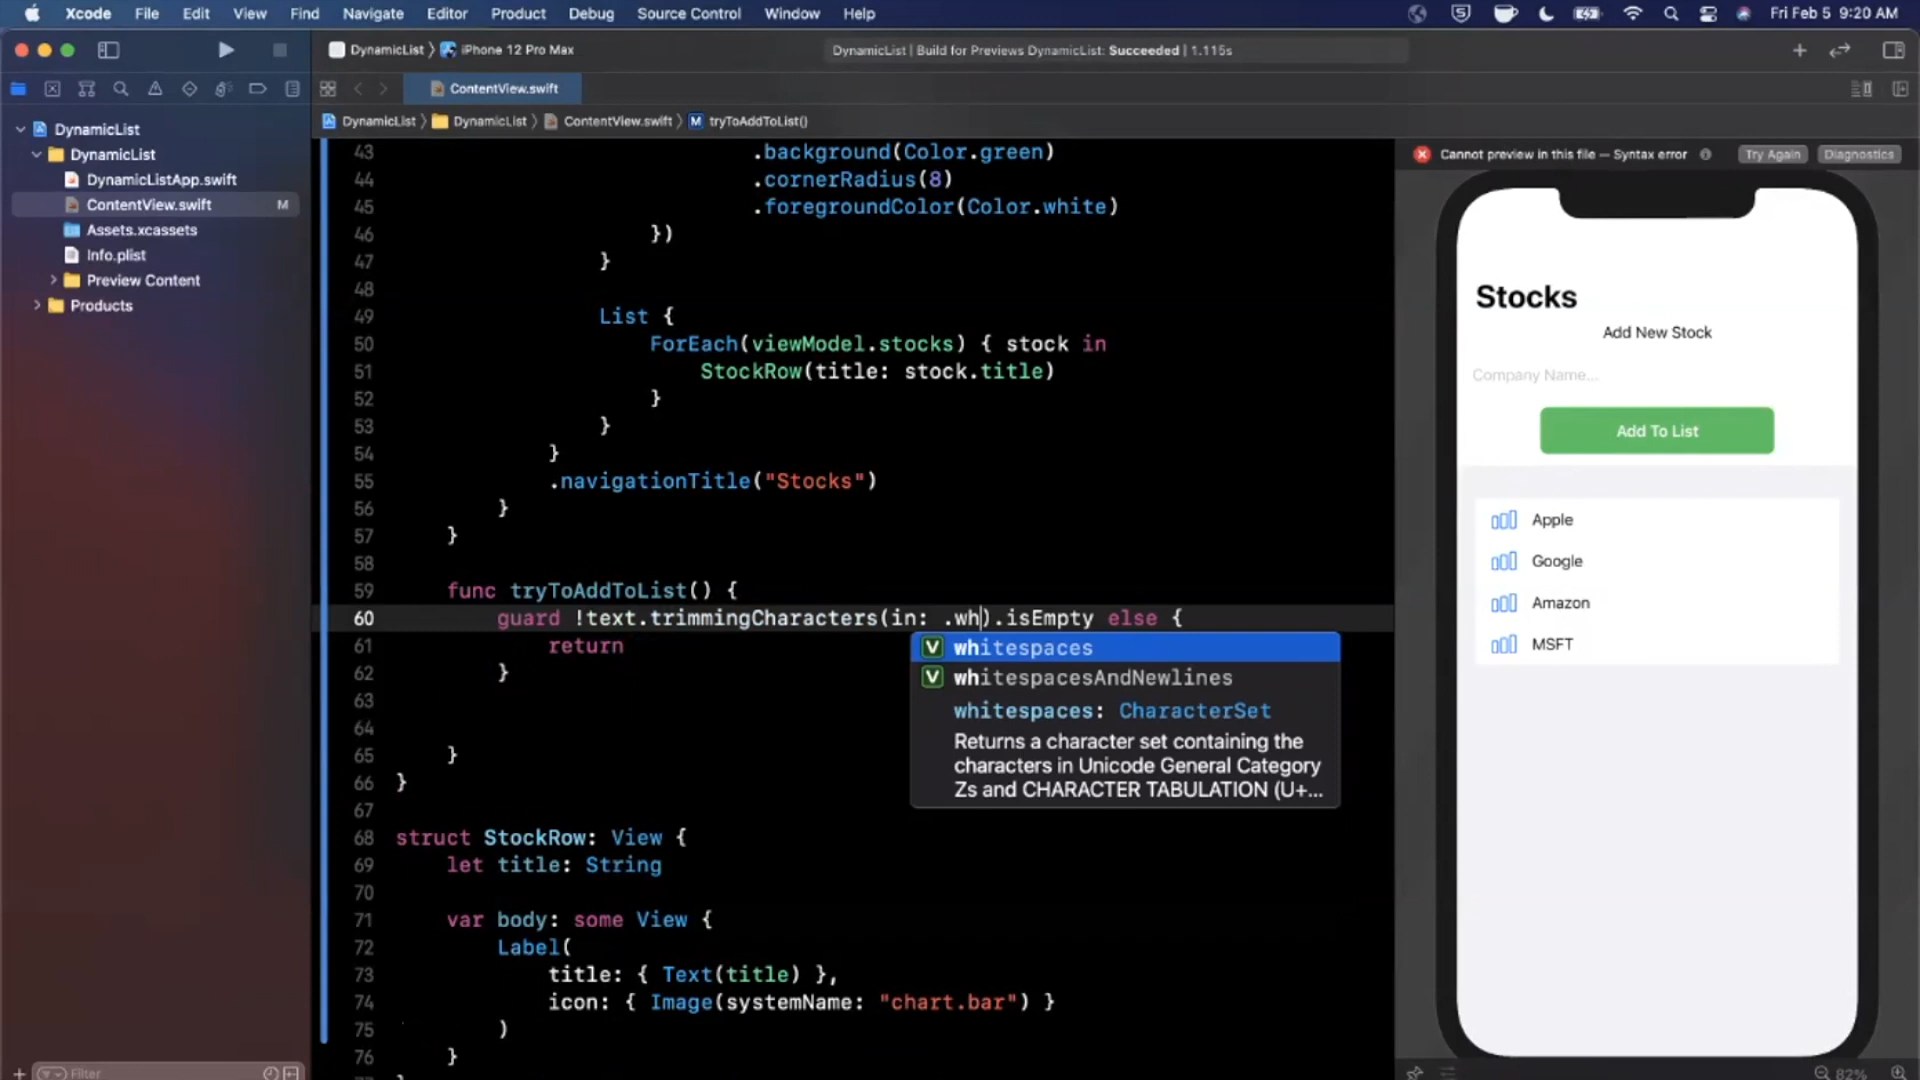 Xcode File Edit View Find Navigate Editor Product Debug Source Control Window Help Fri Feb 5 9:20 AM
DynamicList iPhone 12 Pro Max DynamicList | Build for Previews DynamicList: Succeeded | 1.115s
ContentView.swift
DynamicList DynamicList ContentView.swift M tryToAddToList()
DynamicList
DynamicList
DynamicListApp.swift
ContentView.swift M
Assets.xcassets
Info.plist
Preview Content
Products
Filter
43 .background(Color.green)
44 .cornerRadius(8)
45 .foregroundColor(Color.white)
46 })
47 }
48
49 List {
50 ForEach(viewModel.stocks) { stock in
51 StockRow(title: stock.title)
52 }
53 }
54 }
55 .navigationTitle("Stocks")
56 }
57 }
58
59 func tryToAddToList() {
60 guard !text.trimmingCharacters(in: .wh).isEmpty else {
61 return
62 }
63
64
65 }
66 }
67
68 struct StockRow: View {
69 let title: String
70
71 var body: some View {
72 Label(
73 title: { Text(title) },
74 icon: { Image(systemName: "chart.bar") }
75 )
76 }
V whitespaces
V whitespacesAndNewlines
whitespaces: CharacterSet
Returns a character set containing the
characters in Unicode General Category
Zs and CHARACTER TABULATION (U+...
Cannot preview in this file — Syntax error Try Again Diagnostics
Stocks
Add New Stock
Company Name...
Add To List
Apple
Google
Amazon
MSFT
82%